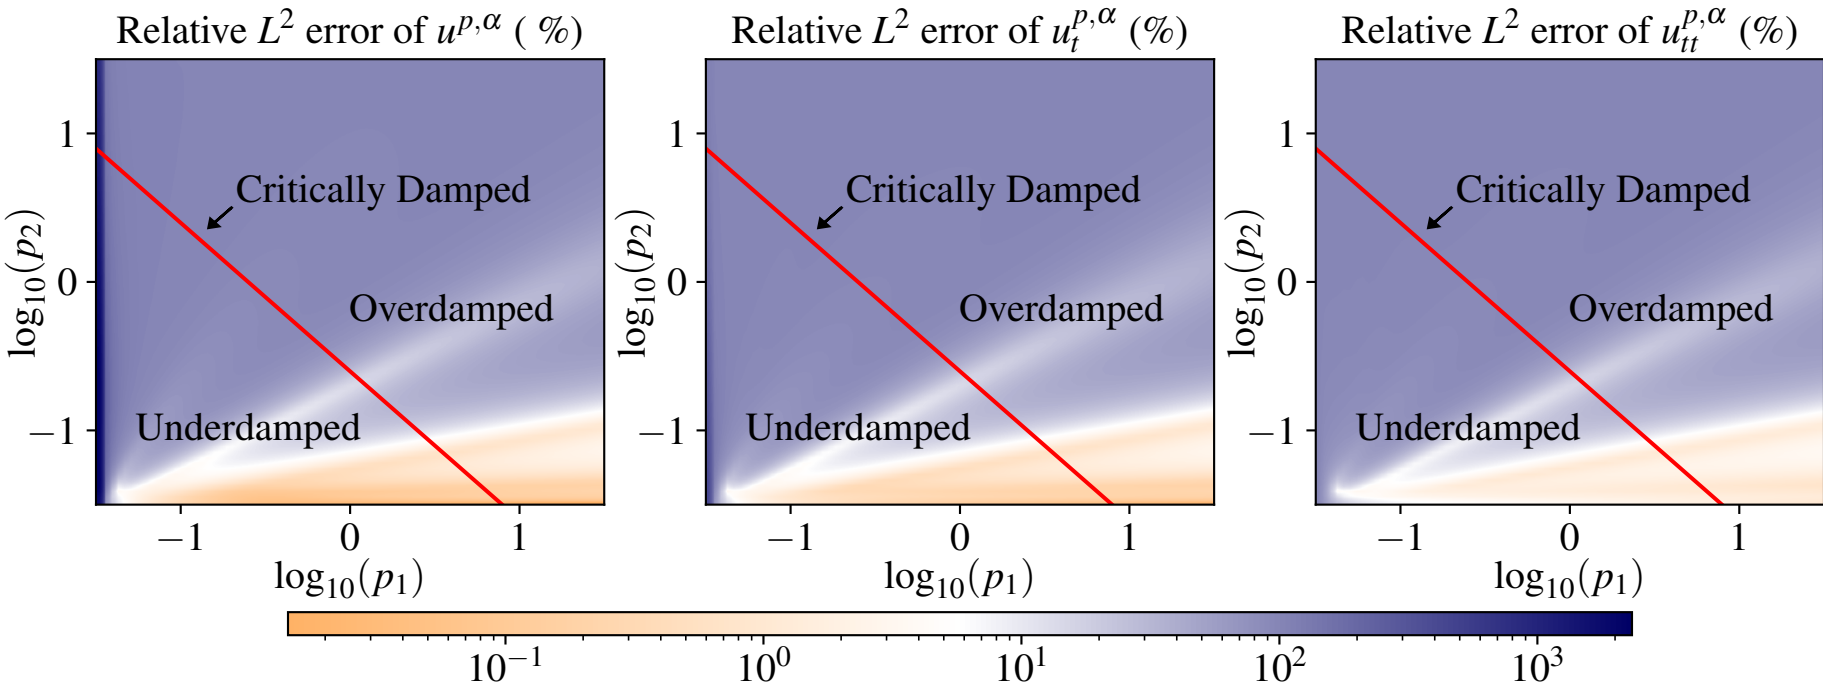 Relative L² error of u^{p,α} ( %)
Relative L² error of u_t^{p,α} (%)
Relative L² error of u_{tt}^{p,α} (%)
log₁₀(p₂)
1
0
−1
Critically Damped
Overdamped
Underdamped
−1
0
1
log₁₀(p₁)
log₁₀(p₂)
1
0
−1
Critically Damped
Overdamped
Underdamped
−1
0
1
log₁₀(p₁)
log₁₀(p₂)
1
0
−1
Critically Damped
Overdamped
Underdamped
−1
0
1
log₁₀(p₁)
10⁻¹ 10⁰ 10¹ 10² 10³